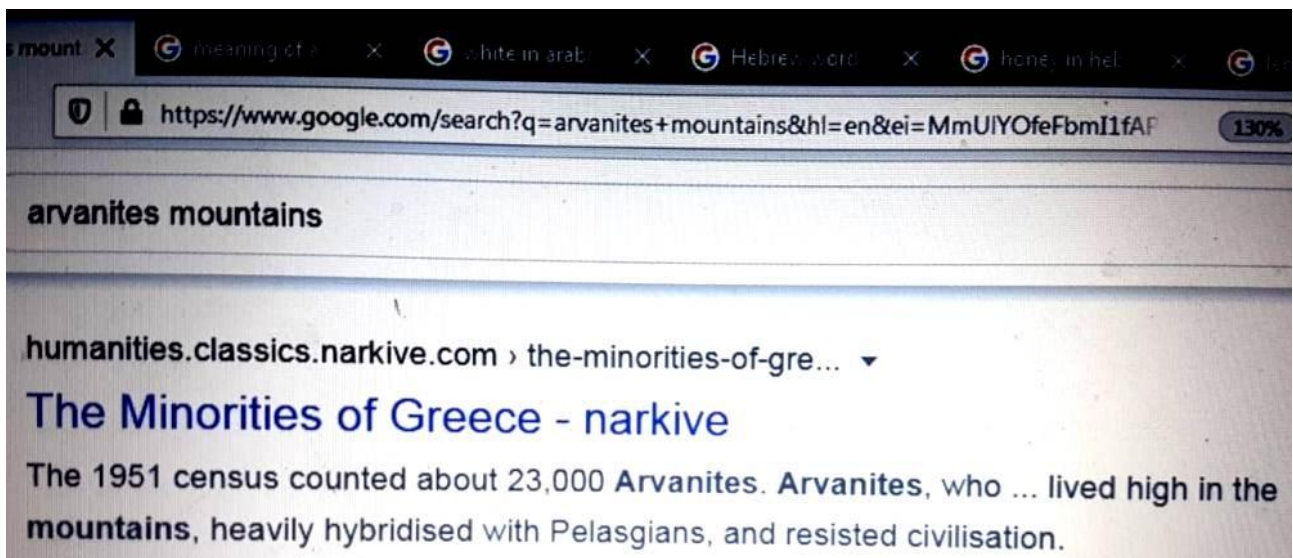 s mount
meaning of
white in arab
Hebrew word
honey in heb
https://www.google.com/search?q=arvanites+mountains&hl=en&ei=MmUIYOfeFbmI1fAP
130%
arvanites mountains
humanities.classics.narkive.com › the-minorities-of-gre...
The Minorities of Greece - narkive
The 1951 census counted about 23,000 Arvanites. Arvanites, who ... lived high in the
mountains, heavily hybridised with Pelasgians, and resisted civilisation.